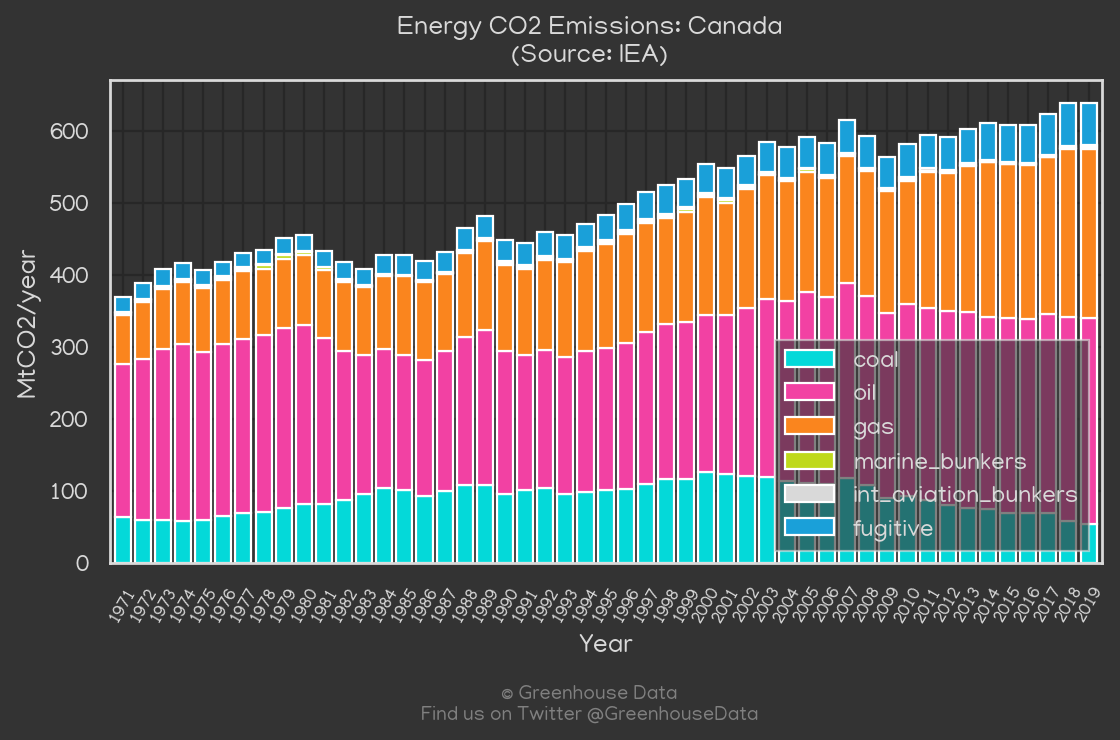 Energy CO2 Emissions: Canada
(Source: IEA)
MtCO2/year
600
500
400
300
200
100
0
coal
oil
gas
marine_bunkers
int_aviation_bunkers
fugitive
1971 1972 1973 1974 1975 1976 1977 1978 1979 1980 1981 1982 1983 1984 1985 1986 1987 1988 1989 1990 1991 1992 1993 1994 1995 1996 1997 1998 1999 2000 2001 2002 2003 2004 2005 2006 2007 2008 2009 2010 2011 2012 2013 2014 2015 2016 2017 2018 2019
Year
© Greenhouse Data
Find us on Twitter @GreenhouseData